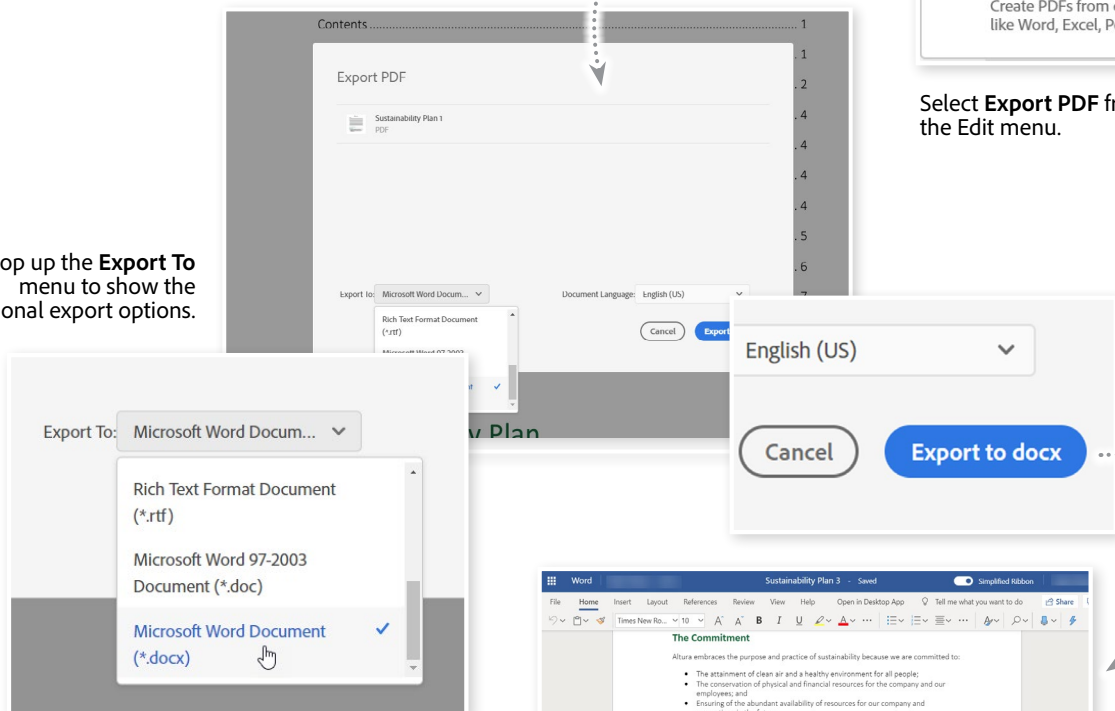 Create PDFs from
like Word, Excel,
Select Export PDF
the Edit menu.
Contents 1
. 1
. 2
. 4
. 4
. 4
. 4
. 5
. 6
Export PDF
Sustainability Plan 1
PDF
up the Export To
menu to show the
export options.
Export To: Microsoft Word Docum... Document Language: English (US)
Rich Text Format Document
(*.rtf)
Microsoft Word 97-2003
Cancel Export
Plan
Export To: Microsoft Word Docum...
Rich Text Format Document
(*.rtf)
Microsoft Word 97-2003
Document (*.doc)
Microsoft Word Document
(*.docx)
English (US)
Cancel Export to docx
Word Sustainability Plan 3 - Saved Simplified Ribbon
File Home Insert Layout References Review View Help Open in Desktop App Tell me what you want to do Share
Times New Ro... 10 A A B I U A ...
The Commitment
Altura embraces the purpose and practice of sustainability because we are committed to:
• The attainment of clean air and a healthy environment for all people;
• The conservation of physical and financial resources for the company and our
employees; and
• Ensuring of the abundant availability of resources for our company and